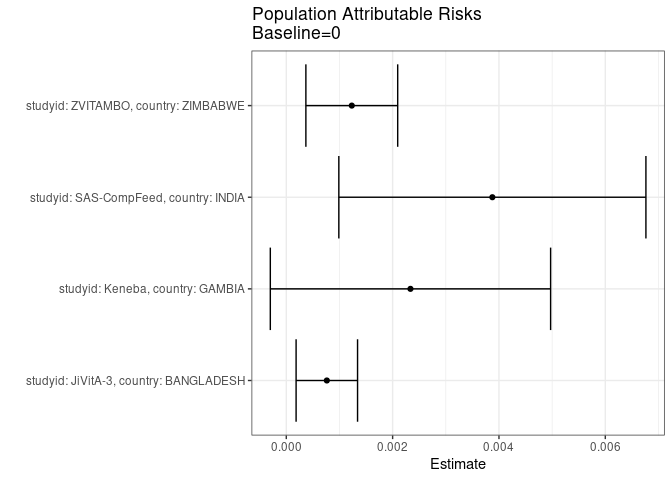 Population Attributable Risks
Baseline=0
studyid: ZVITAMBO, country: ZIMBABWE
studyid: SAS-CompFeed, country: INDIA
studyid: Keneba, country: GAMBIA
studyid: JiVitA-3, country: BANGLADESH
0.000 0.002 0.004 0.006
Estimate